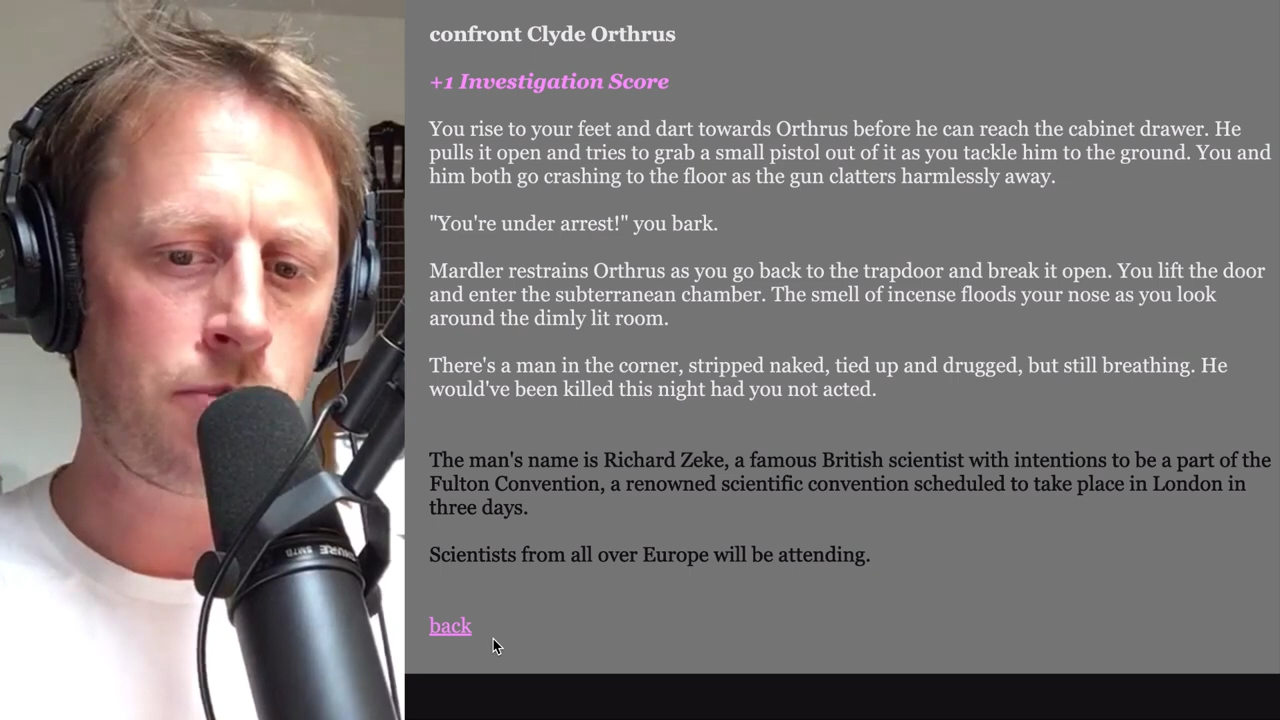 confront Clyde Orthrus
+1 Investigation Score
You rise to your feet and dart towards Orthrus before he can reach the cabinet drawer. He
pulls it open and tries to grab a small pistol out of it as you tackle him to the ground. You and
him both go crashing to the floor as the gun clatters harmlessly away.
"You're under arrest!" you bark.
Mardler restrains Orthrus as you go back to the trapdoor and break it open. You lift the door
and enter the subterranean chamber. The smell of incense floods your nose as you look
around the dimly lit room.
There's a man in the corner, stripped naked, tied up and drugged, but still breathing. He
would've been killed this night had you not acted.
The man's name is Richard Zeke, a famous British scientist with intentions to be a part of the
Fulton Convention, a renowned scientific convention scheduled to take place in London in
three days.
Scientists from all over Europe will be attending.
back
SHURE SM7B